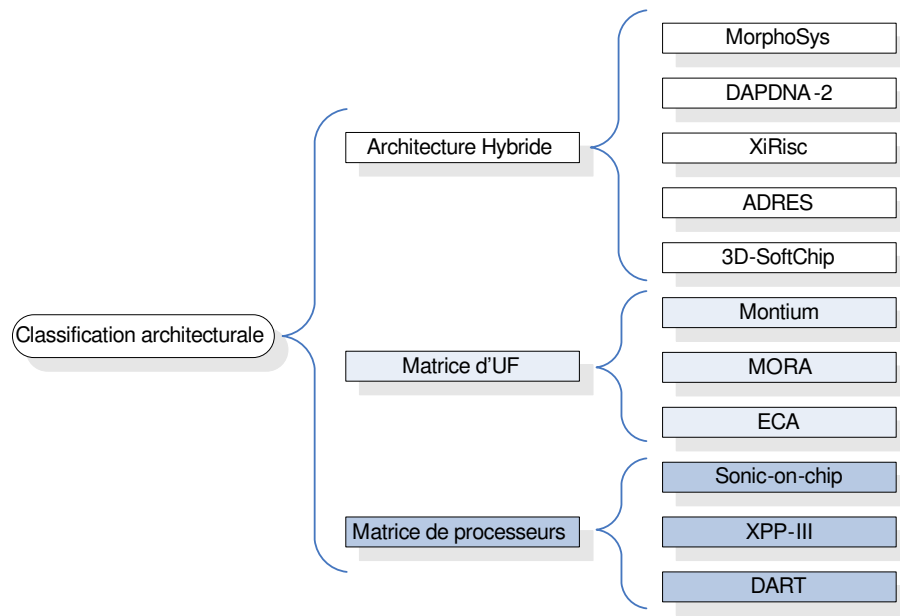 Classification architecturale
Architecture Hybride
MorphoSys
DAPDNA-2
XiRisc
ADRES
3D-SoftChip
Matrice d'UF
Montium
MORA
ECA
Matrice de processeurs
Sonic-on-chip
XPP-III
DART